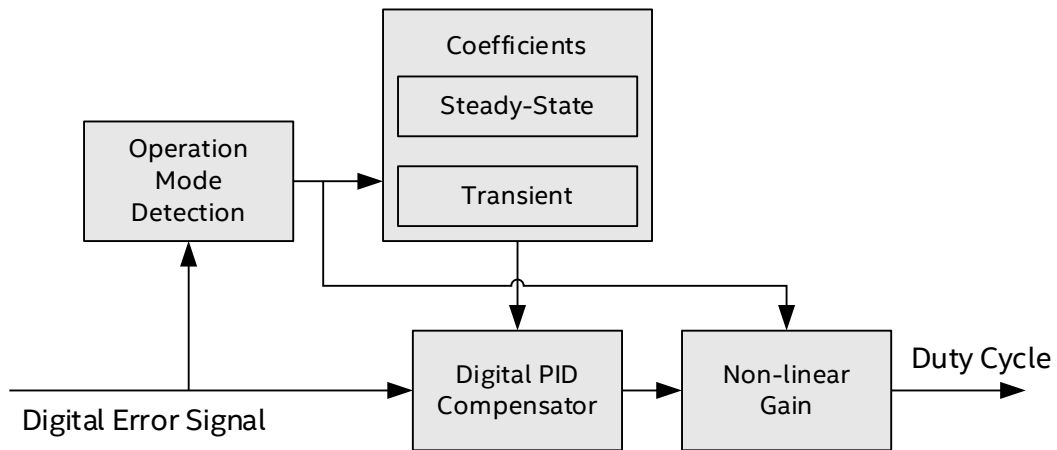 Coefficients
Steady-State
Transient
Operation
Mode
Detection
Digital Error Signal
Digital PID
Compensator
Non-linear
Gain
Duty Cycle